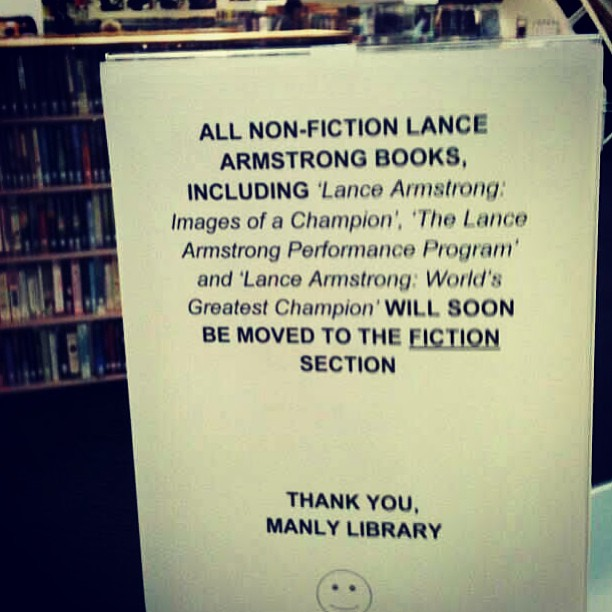 ALL NON-FICTION LANCE
ARMSTRONG BOOKS,
INCLUDING 'Lance Armstrong:
Images of a Champion', 'The Lance
Armstrong Performance Program'
and 'Lance Armstrong: World's
Greatest Champion' WILL SOON
BE MOVED TO THE FICTION
SECTION
THANK YOU,
MANLY LIBRARY